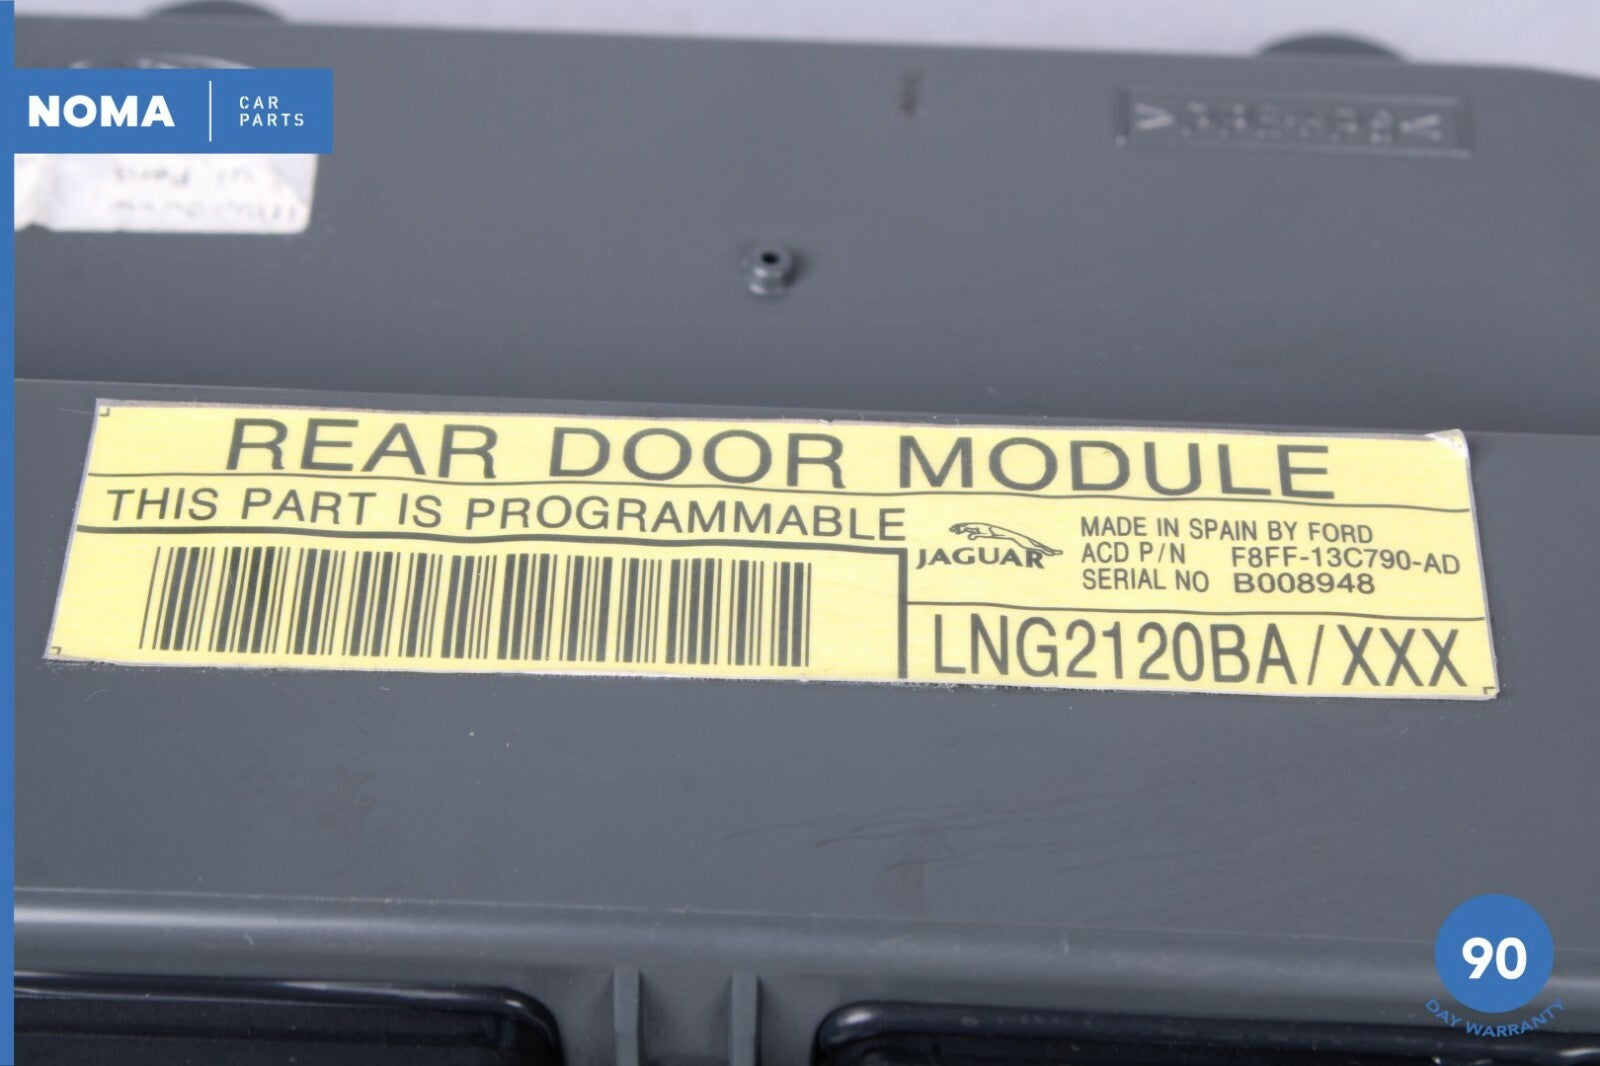 NOMA
CAR
PARTS
REAR DOOR MODULE
THIS PART IS PROGRAMMABLE
JAGUAR
MADE IN SPAIN BY FORD
ACD P/N F8FF-13C790-AD
SERIAL NO B008948
LNG2120BA/XXX
90
DAY WARRANTY